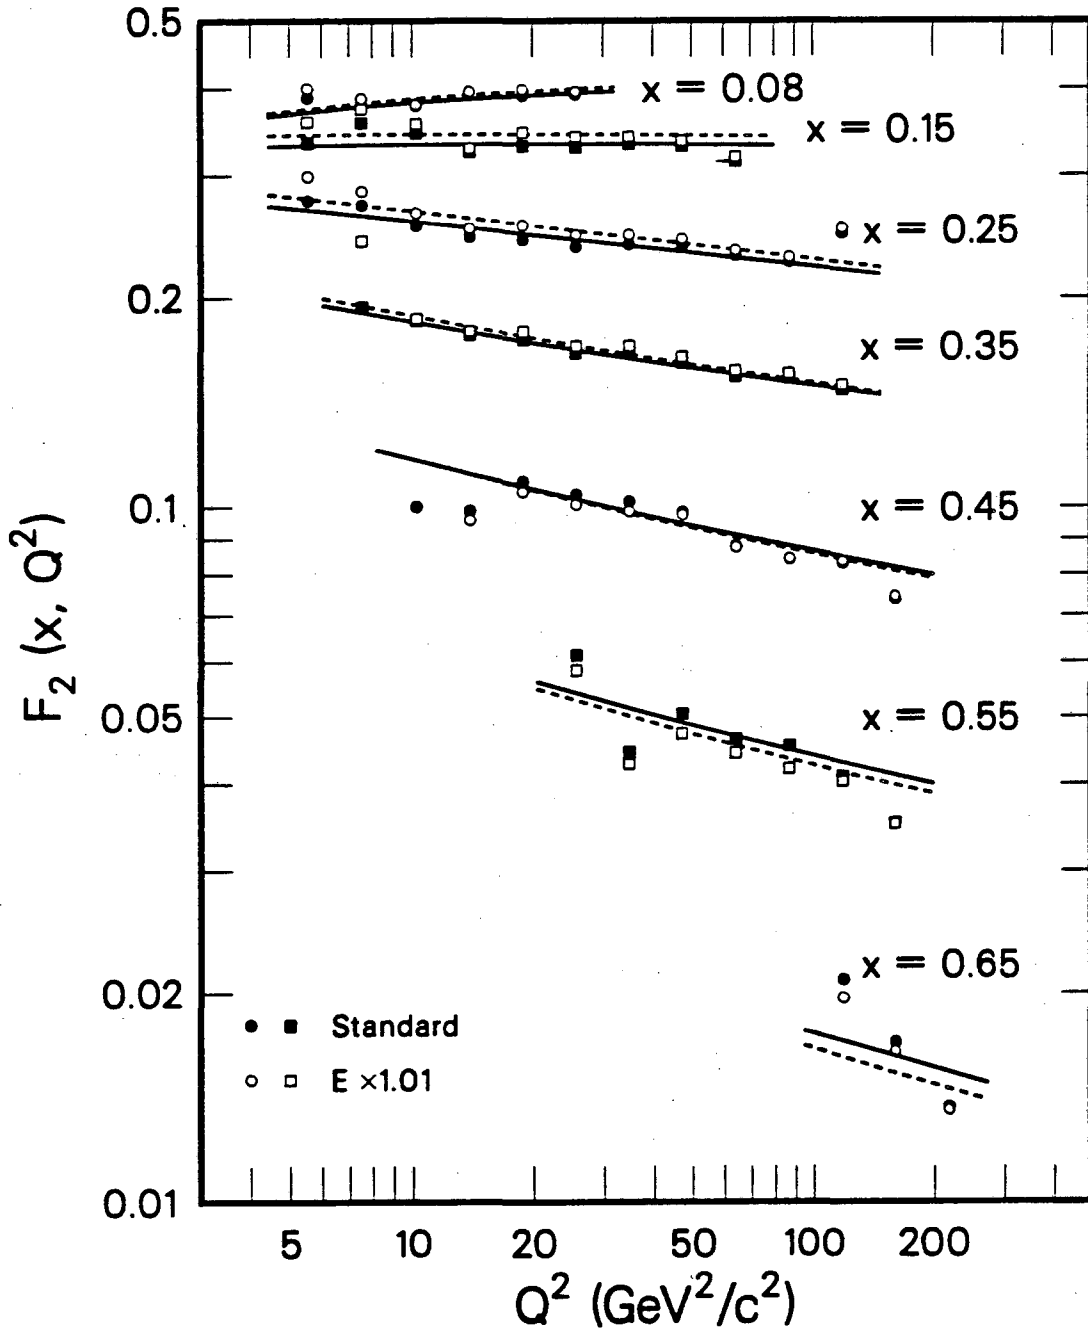 0.5
x = 0.08
x = 0.15
x = 0.25
0.2
x = 0.35
0.1
x = 0.45
F₂ (x, Q²)
0.05
x = 0.55
x = 0.65
0.02
Standard
E ×1.01
0.01
5 10 20 50 100 200
Q² (GeV²/c²)